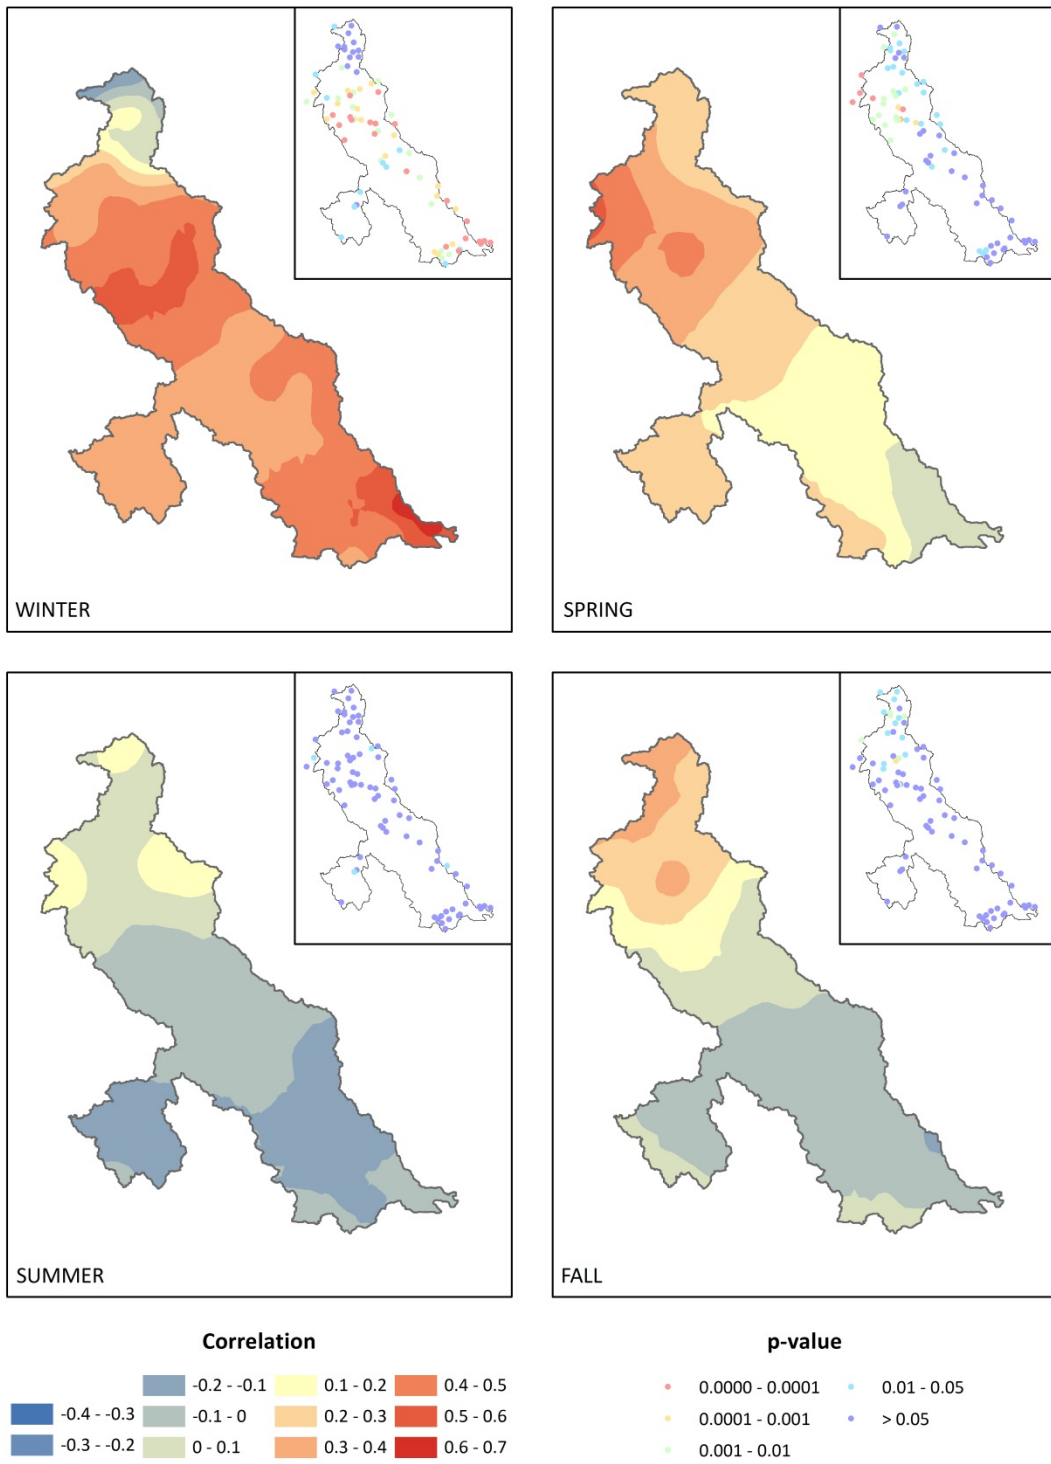 WINTER
SPRING
SUMMER
FALL
Correlation
-0.4 - -0.3
-0.3 - -0.2
-0.2 - -0.1
-0.1 - 0
0 - 0.1
0.1 - 0.2
0.2 - 0.3
0.3 - 0.4
0.4 - 0.5
0.5 - 0.6
0.6 - 0.7
p-value
0.0000 - 0.0001
0.0001 - 0.001
0.001 - 0.01
0.01 - 0.05
> 0.05